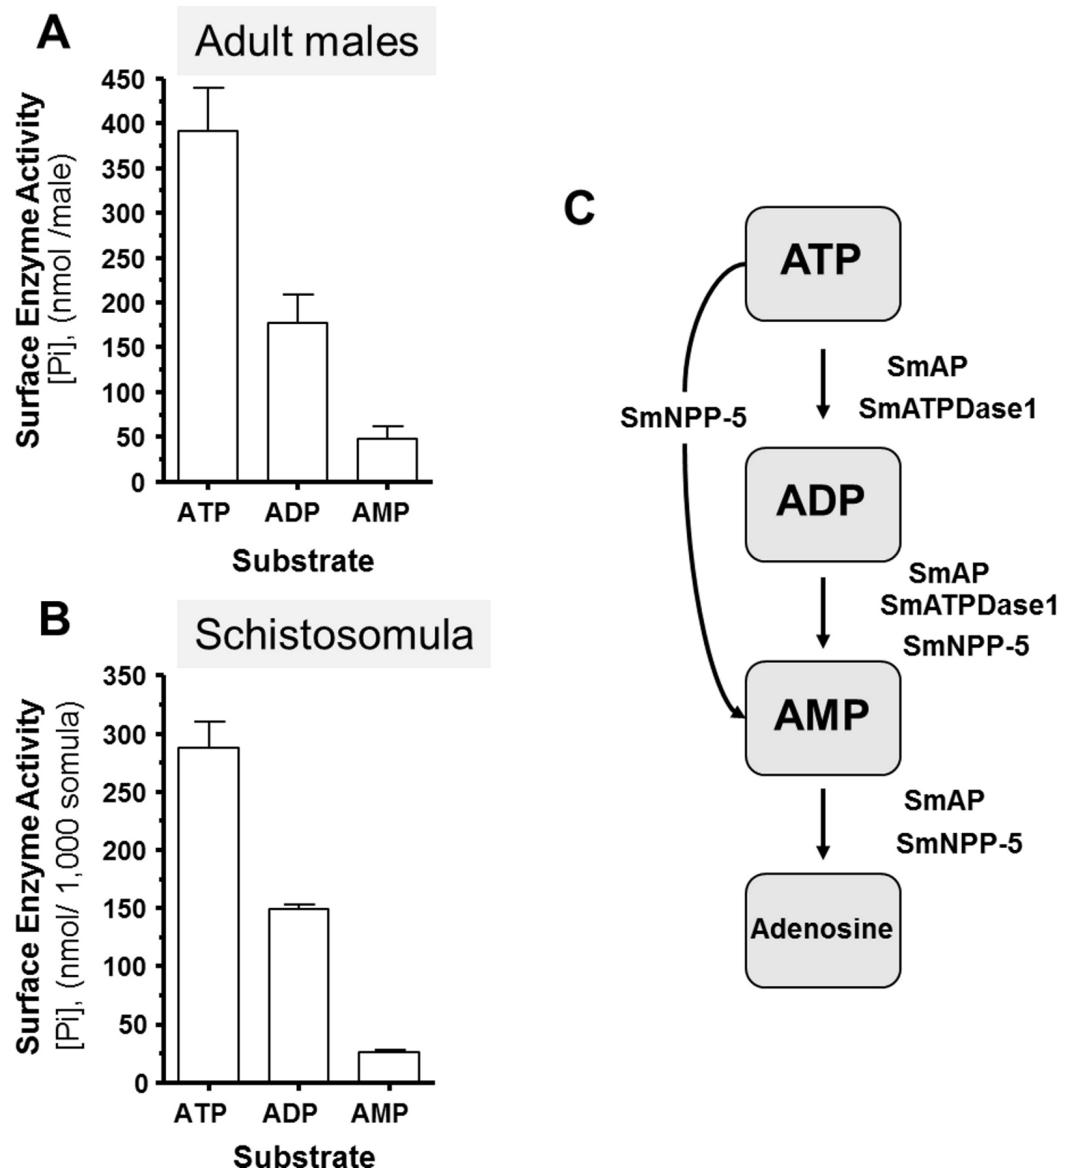 A
Adult males
Surface Enzyme Activity
[Pi], (nmol /male)
450
400
350
300
250
200
150
100
50
0
ATP ADP AMP
Substrate
B
Schistosomula
Surface Enzyme Activity
[Pi], (nmol/ 1,000 somula)
350
300
250
200
150
100
50
0
ATP ADP AMP
Substrate
C
ATP
SmAP
SmATPDase1
SmNPP-5
ADP
SmAP
SmATPDase1
SmNPP-5
AMP
SmAP
SmNPP-5
Adenosine